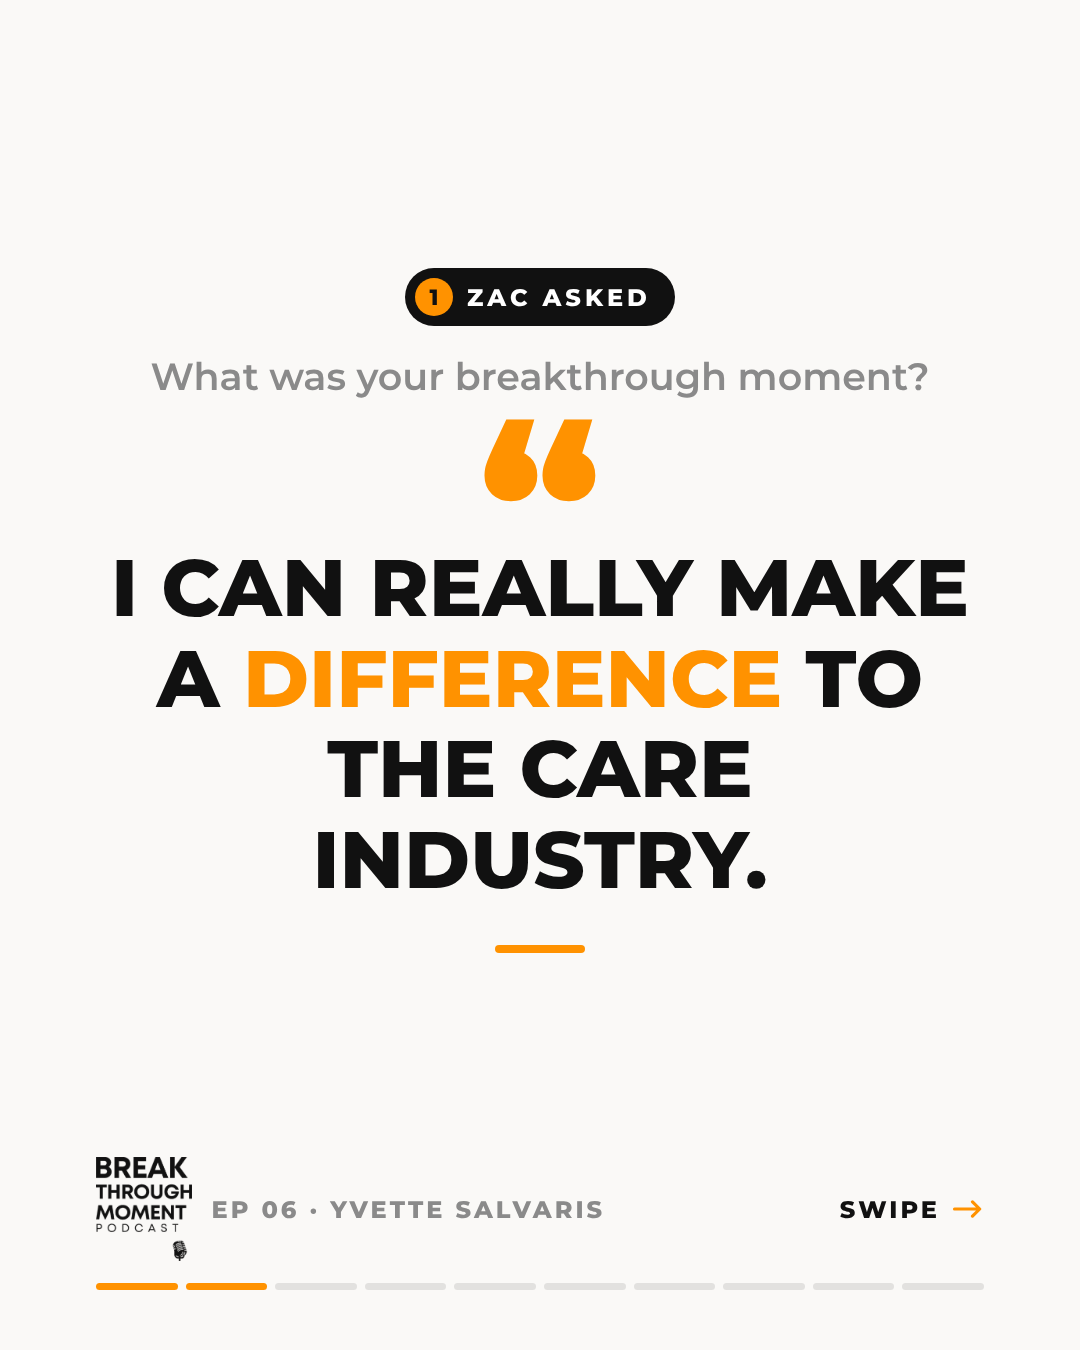 1 ZAC ASKED
What was your breakthrough moment?
“
I CAN REALLY MAKE
A DIFFERENCE TO
THE CARE
INDUSTRY.
BREAK
THROUGH
MOMENT
PODCAST
EP 06 · YVETTE SALVARIS
SWIPE →